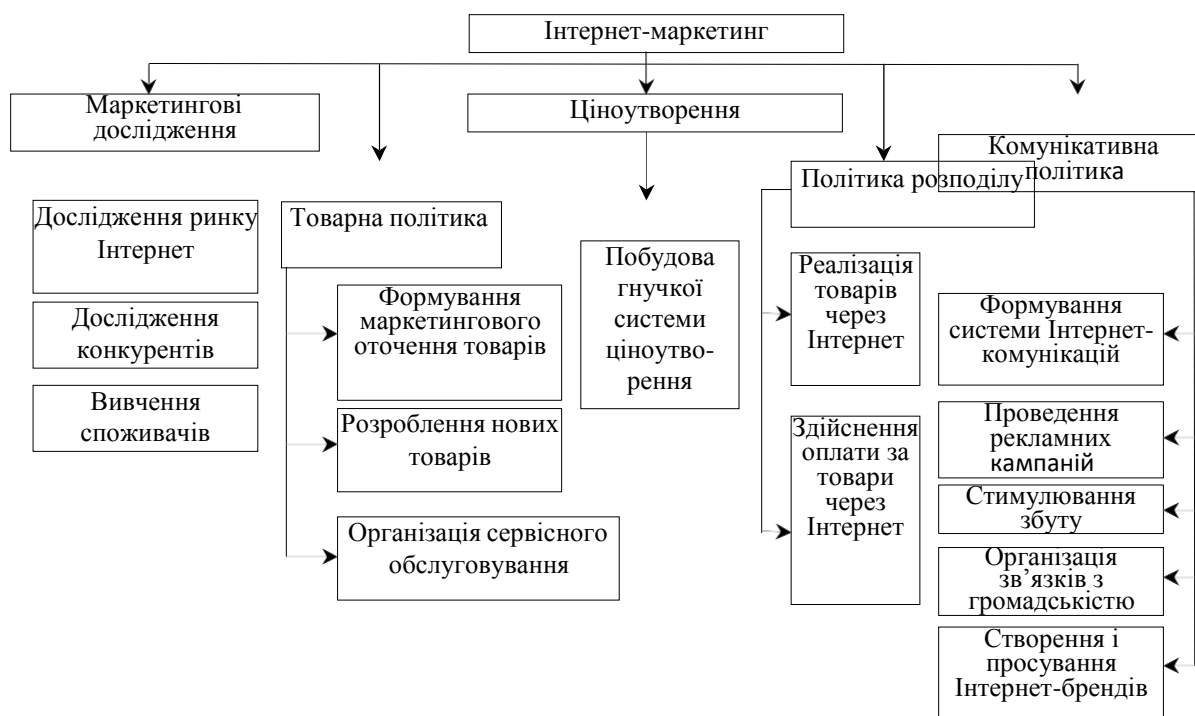 Інтернет-маркетинг
Маркетингові
дослідження
Ціноутворення
Комунікативна
політика
Політика розподілу
Дослідження ринку
Інтернет
Дослідження
конкурентів
Вивчення
споживачів
Товарна політика
Формування
маркетингового
оточення товарів
Розроблення нових
товарів
Організація сервісного
обслуговування
Побудова
гнучкої
системи
ціноутво-
рення
Реалізація
товарів
через
Інтернет
Здійснення
оплати за
товари
через
Інтернет
Формування
системи Інтернет-
комунікацій
Проведення
рекламних
кампаній
Стимулювання
збуту
Організація
зв’язків з
громадськістю
Створення і
просування
Інтернет-брендів